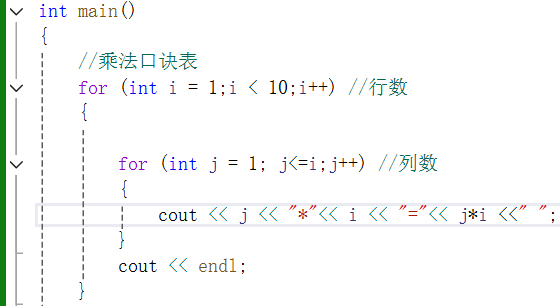 int main()
{
//乘法口诀表
for (int i = 1;i < 10;i++) //行数
{
for (int j = 1; j<=i;j++) //列数
{
cout << j << "*"<< i << "="<< j*i <<" ";
}
cout << endl;
}